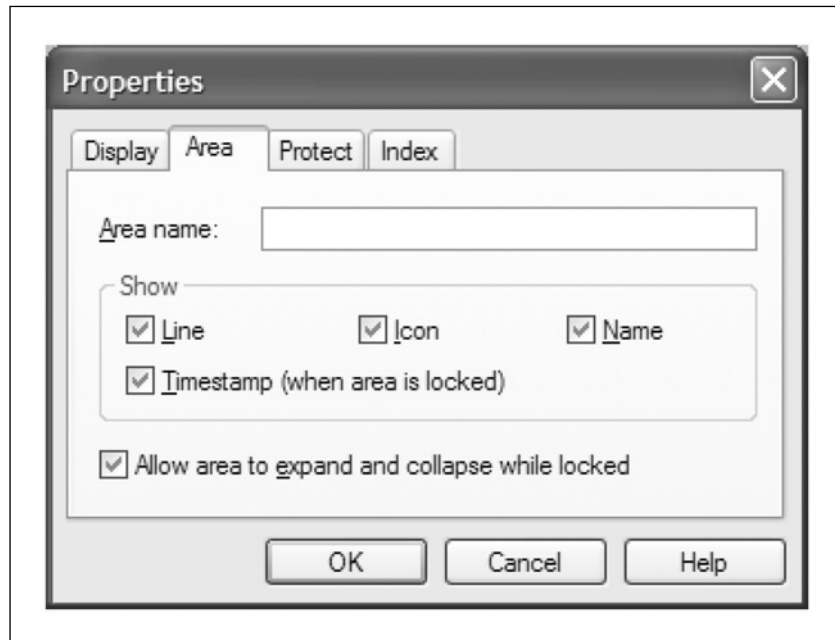 Properties
Display Area Protect Index
Area name:
Show
Line Icon Name
Timestamp (when area is locked)
Allow area to expand and collapse while locked
OK Cancel Help